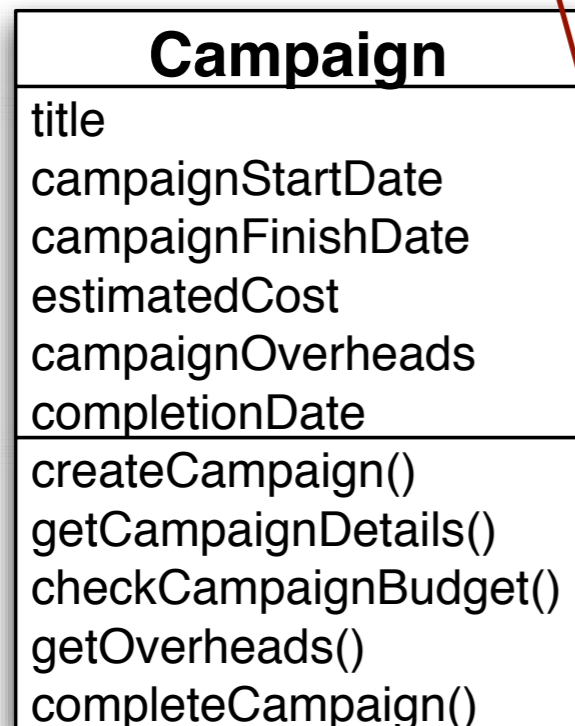 Campaign
title
campaignStartDate
campaignFinishDate
estimatedCost
campaignOverheads
completionDate
createCampaign()
getCampaignDetails()
checkCampaignBudget()
getOverheads()
completeCampaign()